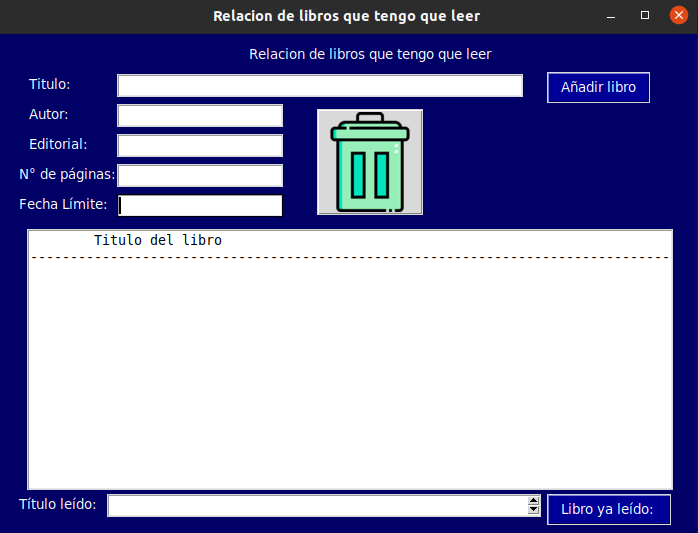 Relacion de libros que tengo que leer
Relacion de libros que tengo que leer
Titulo:
Añadir libro
Autor:
Editorial:
N° de páginas:
Fecha Límite:
Titulo del libro
--------------------------------------------------------------------------------
Título leído:
Libro ya leído: